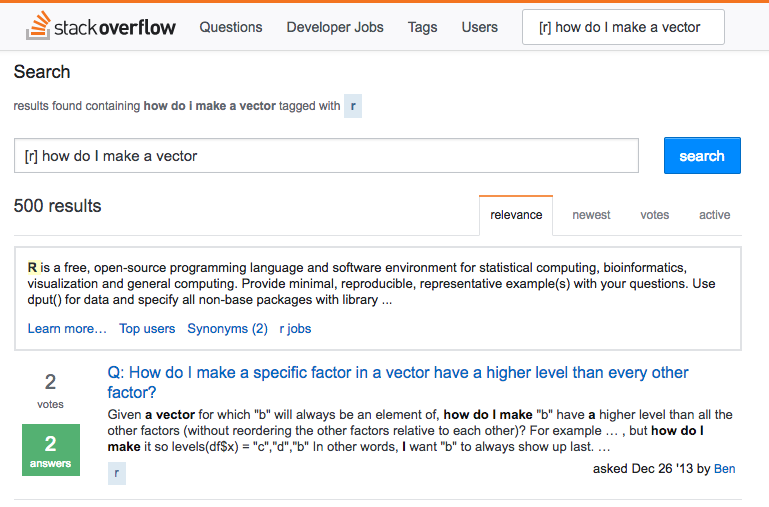 stackoverflow Questions Developer Jobs Tags Users [r] how do I make a vector
Search
results found containing how do i make a vector tagged with r
[r] how do I make a vector search
500 results relevance newest votes active
R is a free, open-source programming language and software environment for statistical computing, bioinformatics,
visualization and general computing. Provide minimal, reproducible, representative example(s) with your questions. Use
dput() for data and specify all non-base packages with library ...
Learn more… Top users Synonyms (2) r jobs
2
votes
2
answers
Q: How do I make a specific factor in a vector have a higher level than every other
factor?
Given a vector for which "b" will always be an element of, how do I make "b" have a higher level than all the
other factors (without reordering the other factors relative to each other)? For example … , but how do I
make it so levels(df$x) = "c","d","b" In other words, I want "b" to always show up last. …
r
asked Dec 26 '13 by Ben